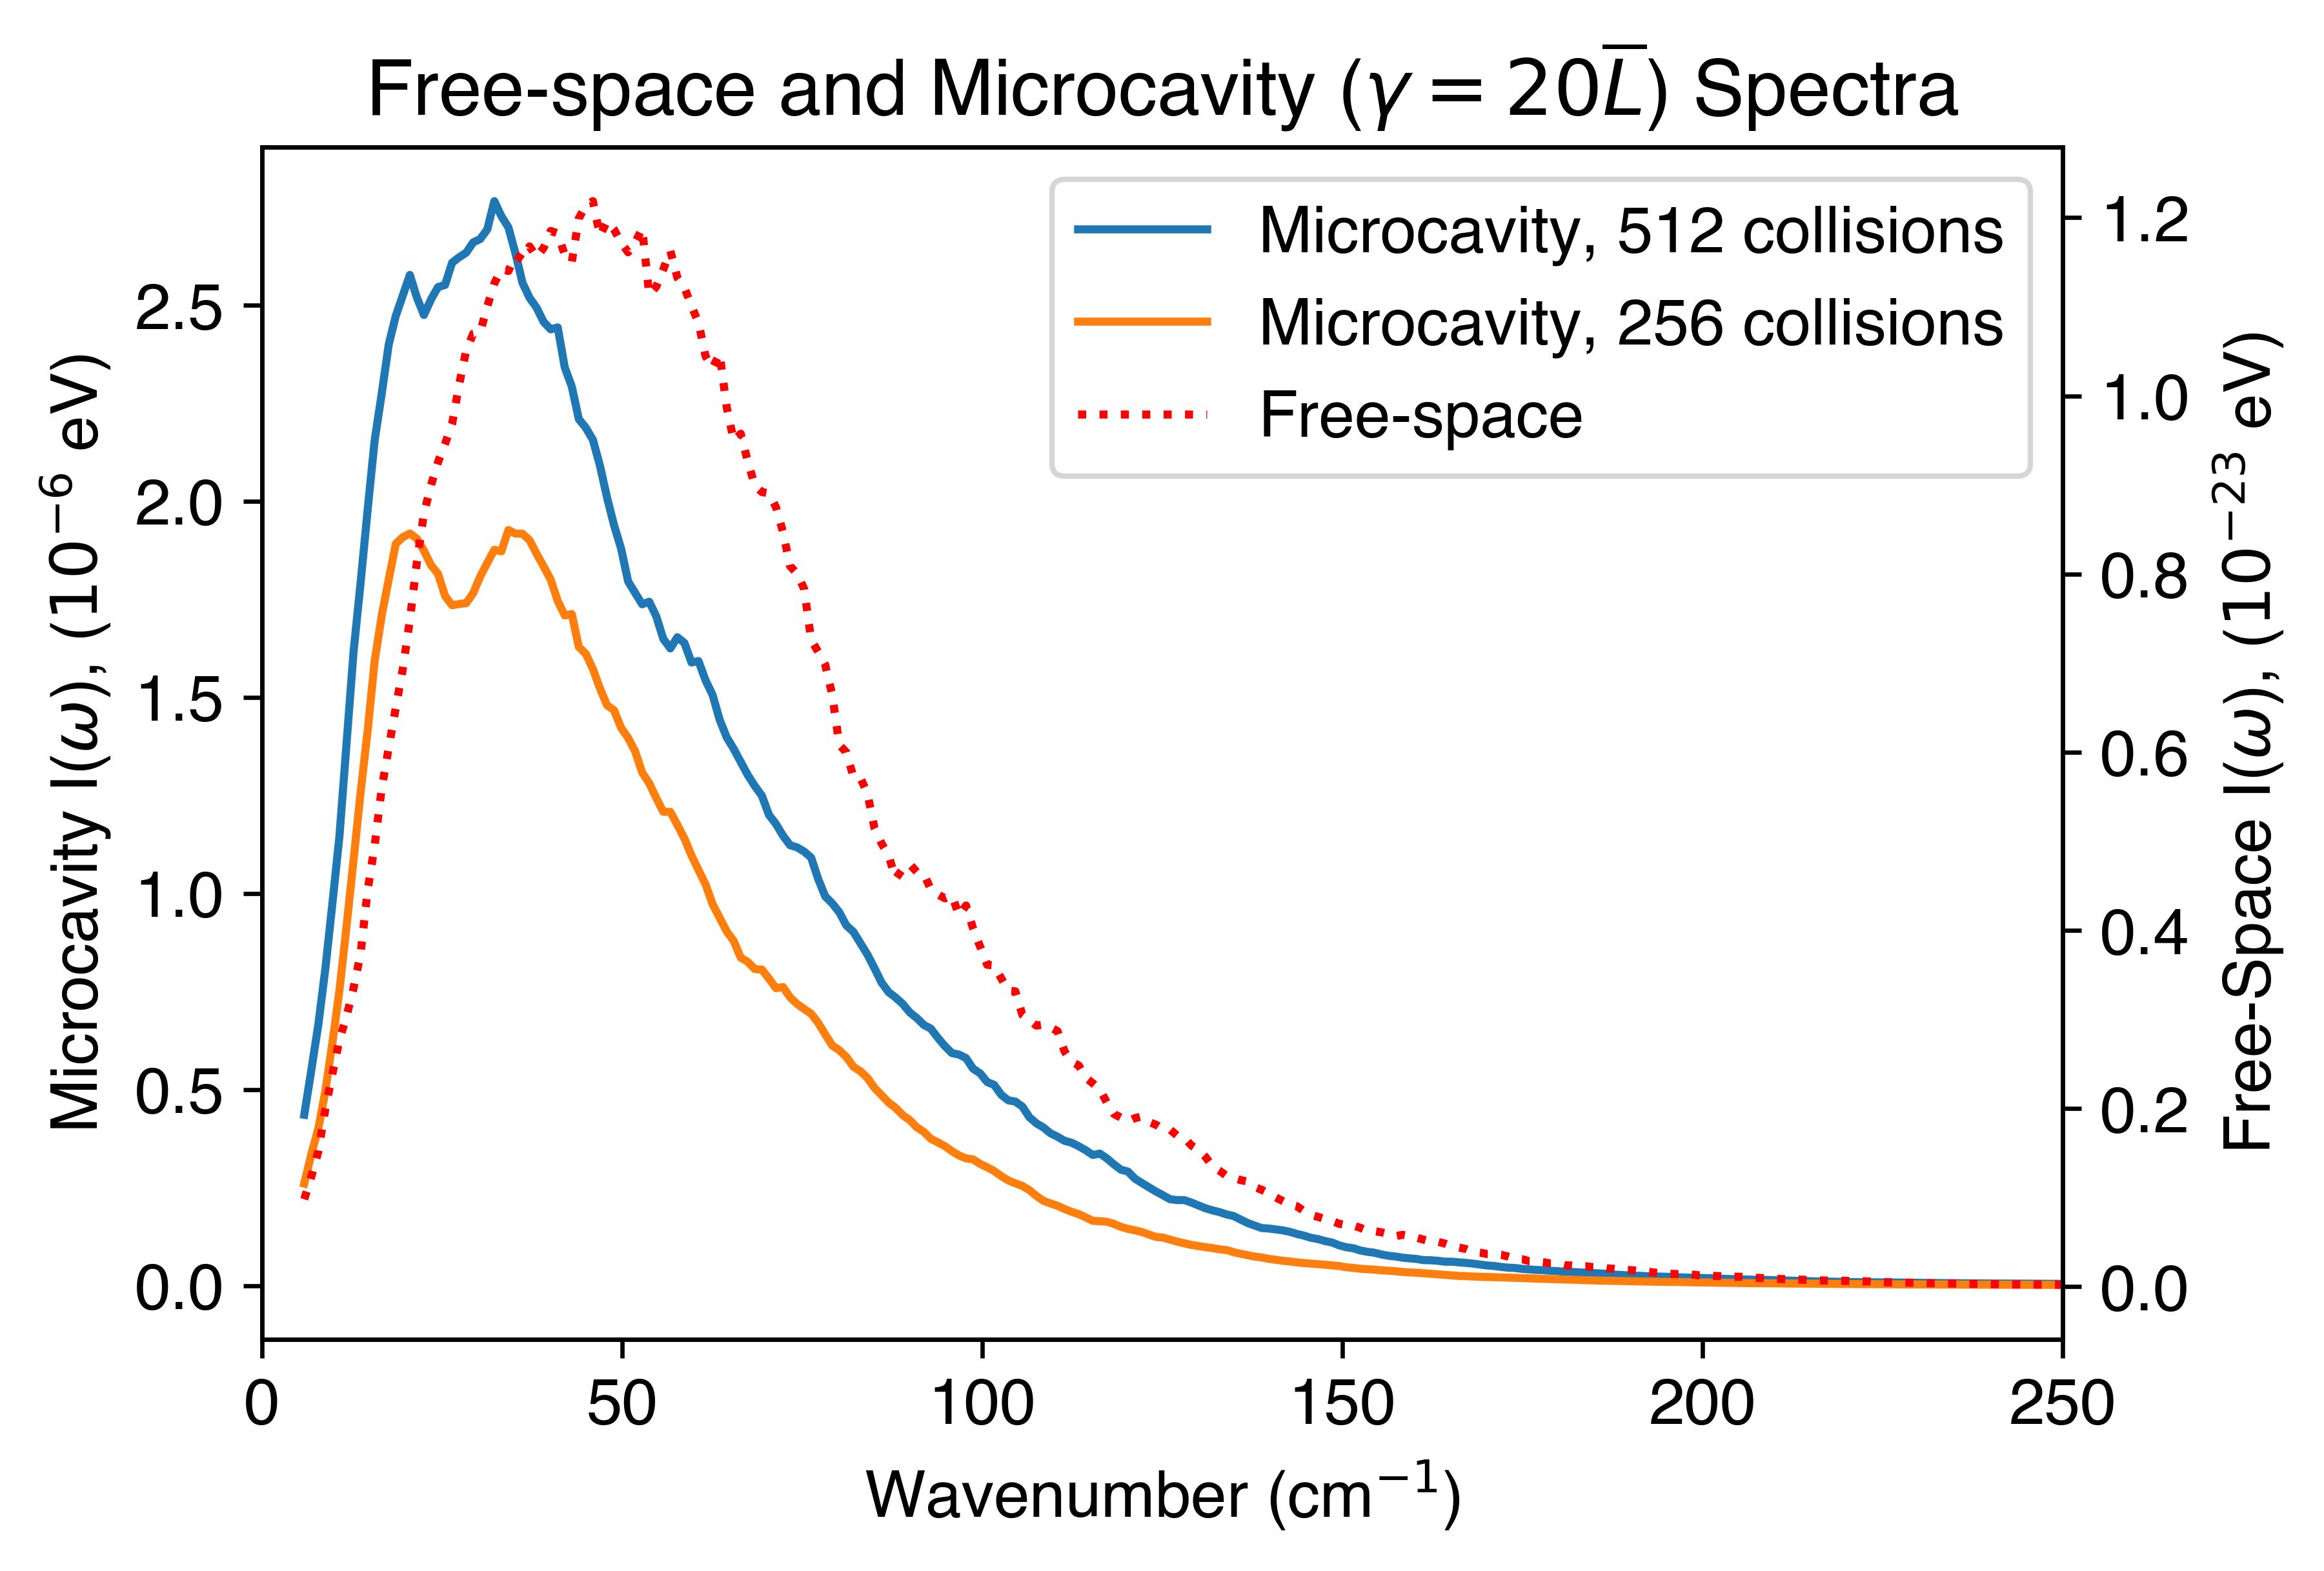 Free-space and Microcavity (γ = 20L̅) Spectra
Microcavity, 512 collisions
Microcavity, 256 collisions
Free-space
Microcavity I(ω), (10⁻⁶ eV)
2.5
2.0
1.5
1.0
0.5
0.0
1.2
1.0
0.8
0.6
0.4
0.2
0.0
Free-Space I(ω), (10⁻²³ eV)
0 50 100 150 200 250
Wavenumber (cm⁻¹)